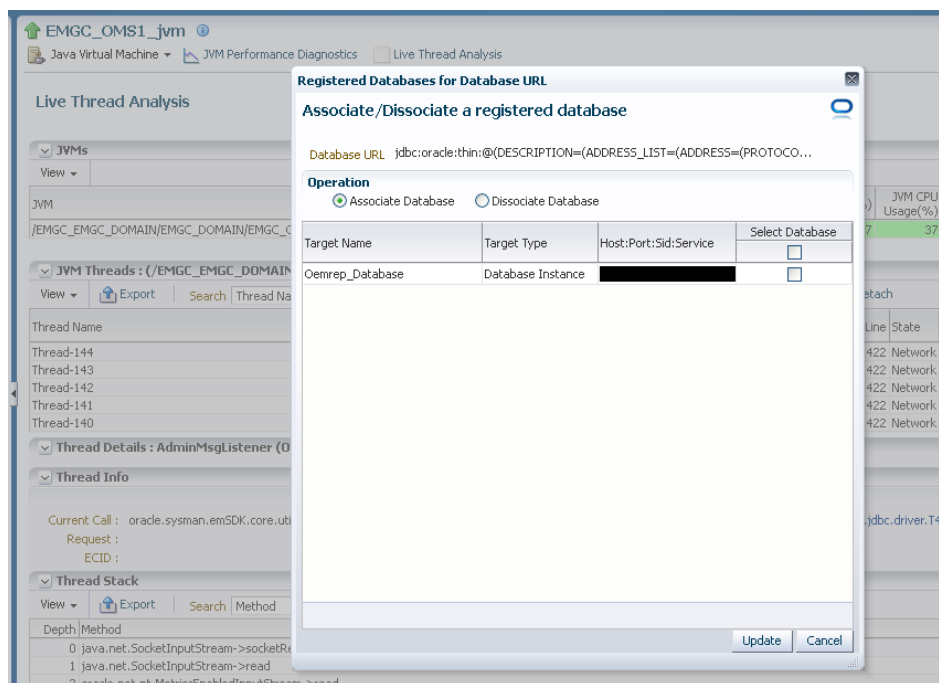 EMGC_OMS1_jvm
Java Virtual Machine JVM Performance Diagnostics Live Thread Analysis
Registered Databases for Database URL
Live Thread Analysis
Associate/Dissociate a registered database
JVMs
Database URL jdbc:oracle:thin:@(DESCRIPTION=(ADDRESS_LIST=(ADDRESS=(PROTOCO...
View
Operation
Associate Database Dissociate Database
JVM
JVM CPU
Usage(%)
/EMGC_EMGC_DOMAIN/EMGC_DOMAIN/EMGC_ 7 37
Target Name Target Type Host:Port:Sid:Service Select Database
JVM Threads : (/EMGC_EMGC_DOMAIN
Oemrep_Database Database Instance
View Export Search Thread Na etach
Thread Name Line State
Thread-144 422 Network
Thread-143 422 Network
Thread-142 422 Network
Thread-141 422 Network
Thread-140 422 Network
Thread Details : AdminMsgListener (O
Thread Info
Current Call : oracle.sysman.emSDK.core.uti .jdbc.driver.T4
Request :
ECID :
Thread Stack
View Export Search Method
Depth Method
0 java.net.SocketInputStream->socketRe
1 java.net.SocketInputStream->read
Update Cancel